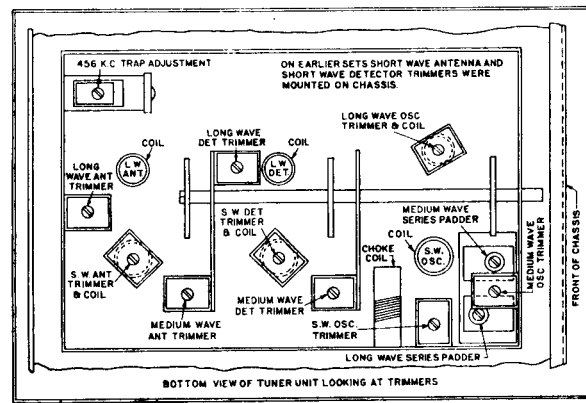 456 K.C TRAP ADJUSTMENT
ON EARLIER SETS SHORT WAVE ANTENNA AND
SHORT WAVE DETECTOR TRIMMERS WERE
MOUNTED ON CHASSIS.
LONG WAVE OSC
TRIMMER & COIL
COIL
LONG WAVE
DET TRIMMER
COIL
L W
ANT.
L W
DET.
LONG
WAVE ANT
TRIMMER
S.W DET
TRIMMER
& COIL
MEDIUM WAVE
SERIES PADDER
COIL
S.W.
OSC.
MEDIUM WAVE
OSC TRIMMER
FRONT OF CHASSIS
CHOKE
COIL
S.W. ANT
TRIMMER
& COIL
MEDIUM WAVE
ANT TRIMMER
MEDIUM WAVE
DET TRIMMER
S.W. OSC.
TRIMMER
LONG WAVE SERIES PADDER
BOTTOM VIEW OF TUNER UNIT LOOKING AT TRIMMERS